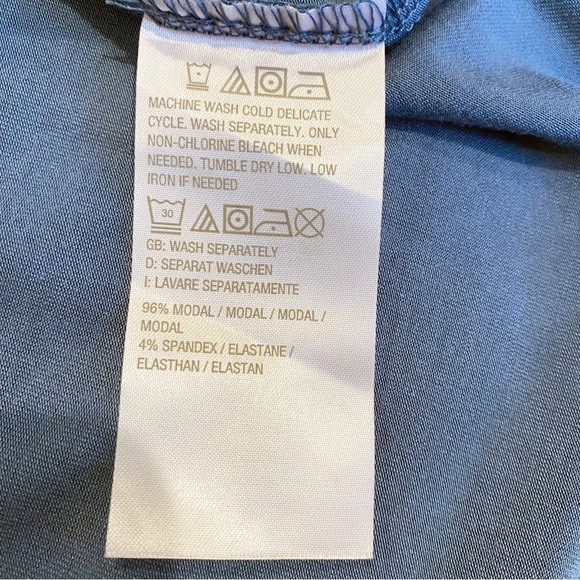 MACHINE WASH COLD DELICATE
CYCLE. WASH SEPARATELY. ONLY
NON-CHLORINE BLEACH WHEN
NEEDED. TUMBLE DRY LOW. LOW
IRON IF NEEDED
30
GB: WASH SEPARATELY
D: SEPARAT WASCHEN
I: LAVARE SEPARATAMENTE
96% MODAL / MODAL / MODAL /
MODAL
4% SPANDEX / ELASTANE /
ELASTHAN / ELASTAN